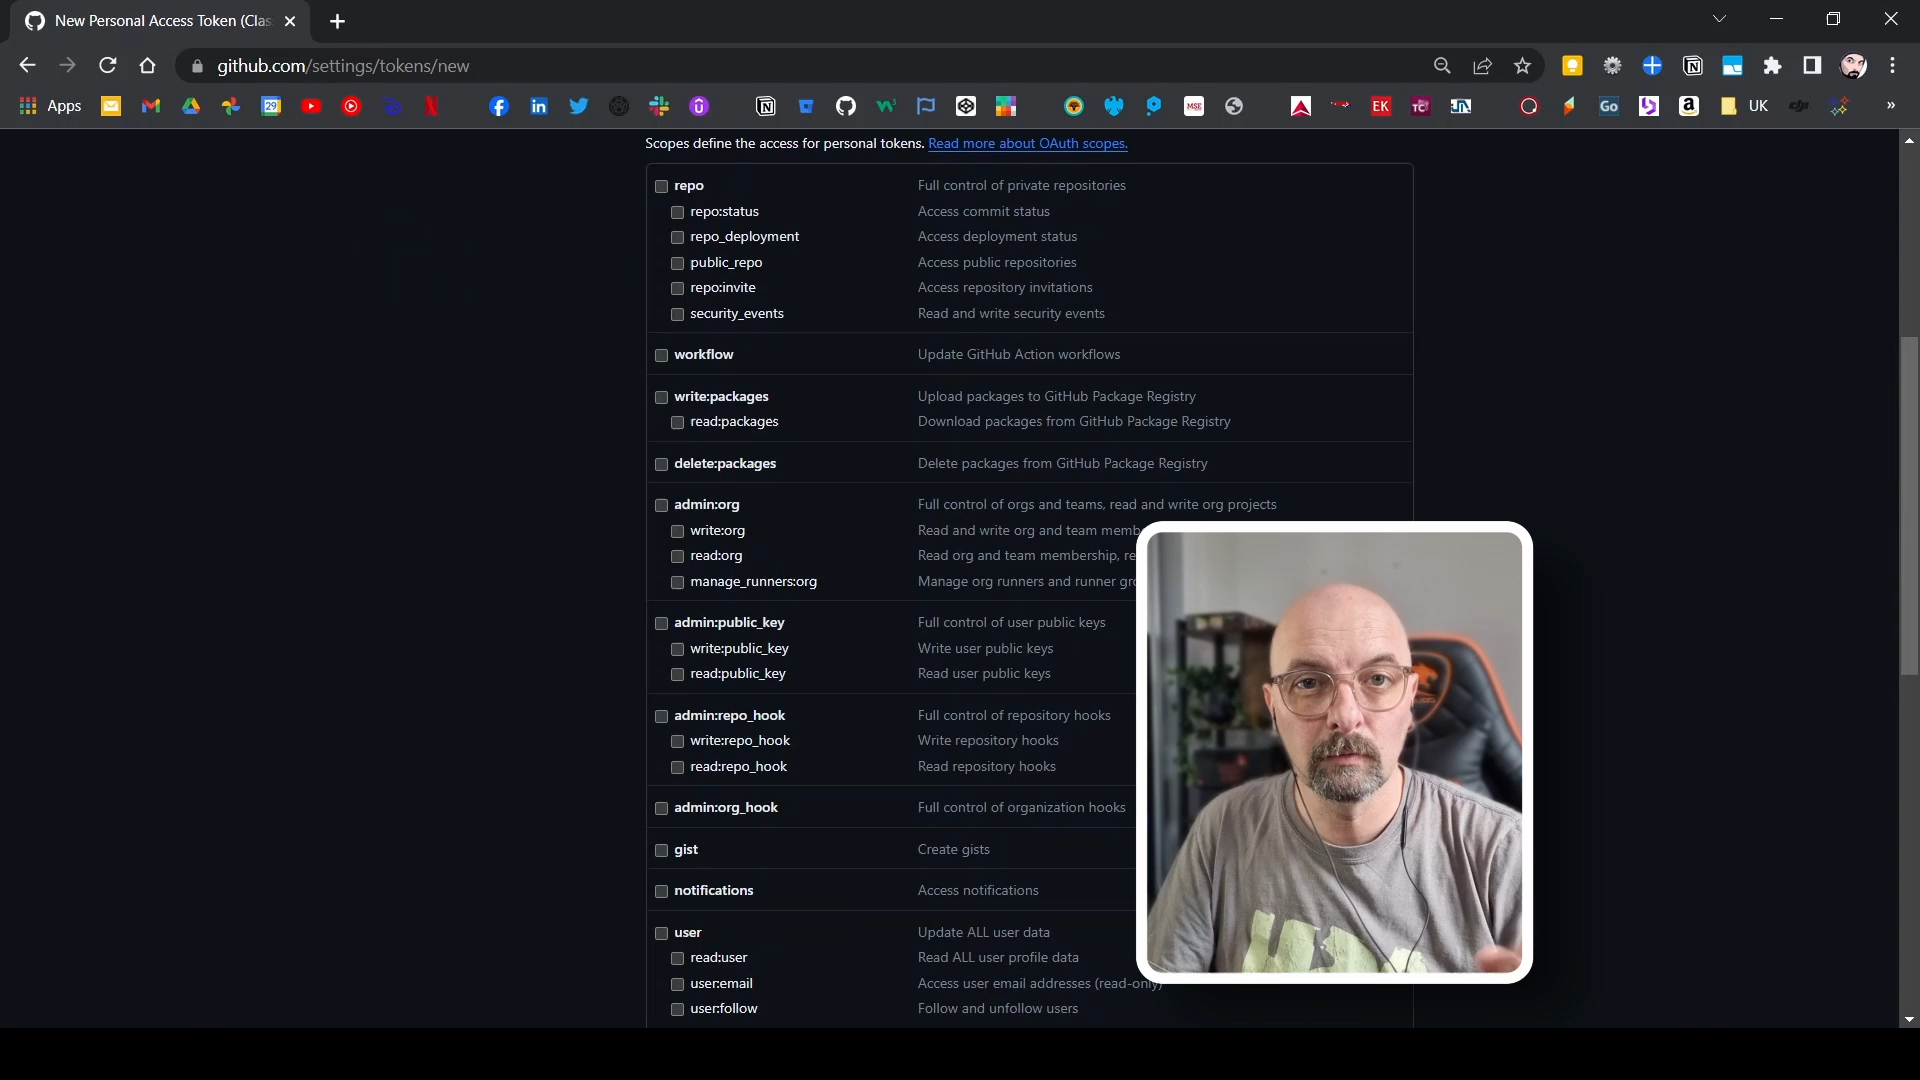 New Personal Access Token (Clas
github.com/settings/tokens/new
Apps
29
EK
TC
MSE
Go
UK
Scopes define the access for personal tokens. Read more about OAuth scopes.
repo Full control of private repositories
repo:status Access commit status
repo_deployment Access deployment status
public_repo Access public repositories
repo:invite Access repository invitations
security_events Read and write security events
workflow Update GitHub Action workflows
write:packages Upload packages to GitHub Package Registry
read:packages Download packages from GitHub Package Registry
delete:packages Delete packages from GitHub Package Registry
admin:org Full control of orgs and teams, read and write org projects
write:org Read and write org and team memb
read:org Read org and team membership, re
manage_runners:org Manage org runners and runner gro
admin:public_key Full control of user public keys
write:public_key Write user public keys
read:public_key Read user public keys
admin:repo_hook Full control of repository hooks
write:repo_hook Write repository hooks
read:repo_hook Read repository hooks
admin:org_hook Full control of organization hooks
gist Create gists
notifications Access notifications
user Update ALL user data
read:user Read ALL user profile data
user:email Access user email addresses (read-only)
user:follow Follow and unfollow users